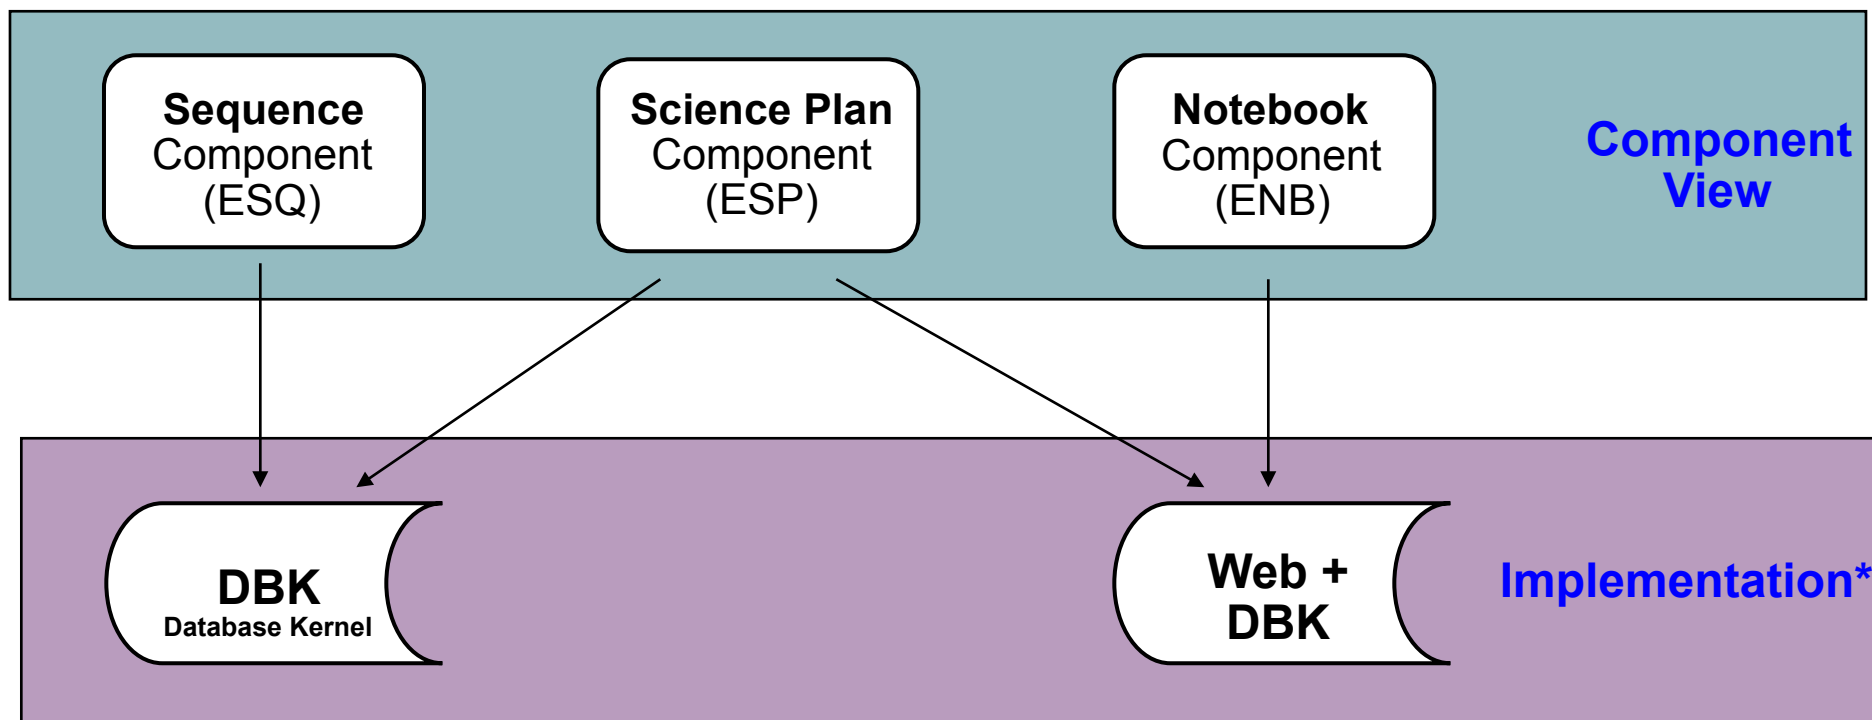 Sequence
Component
(ESQ)
Science Plan
Component
(ESP)
Notebook
Component
(ENB)
Component
View
DBK
Database Kernel
Web +
DBK
Implementation*